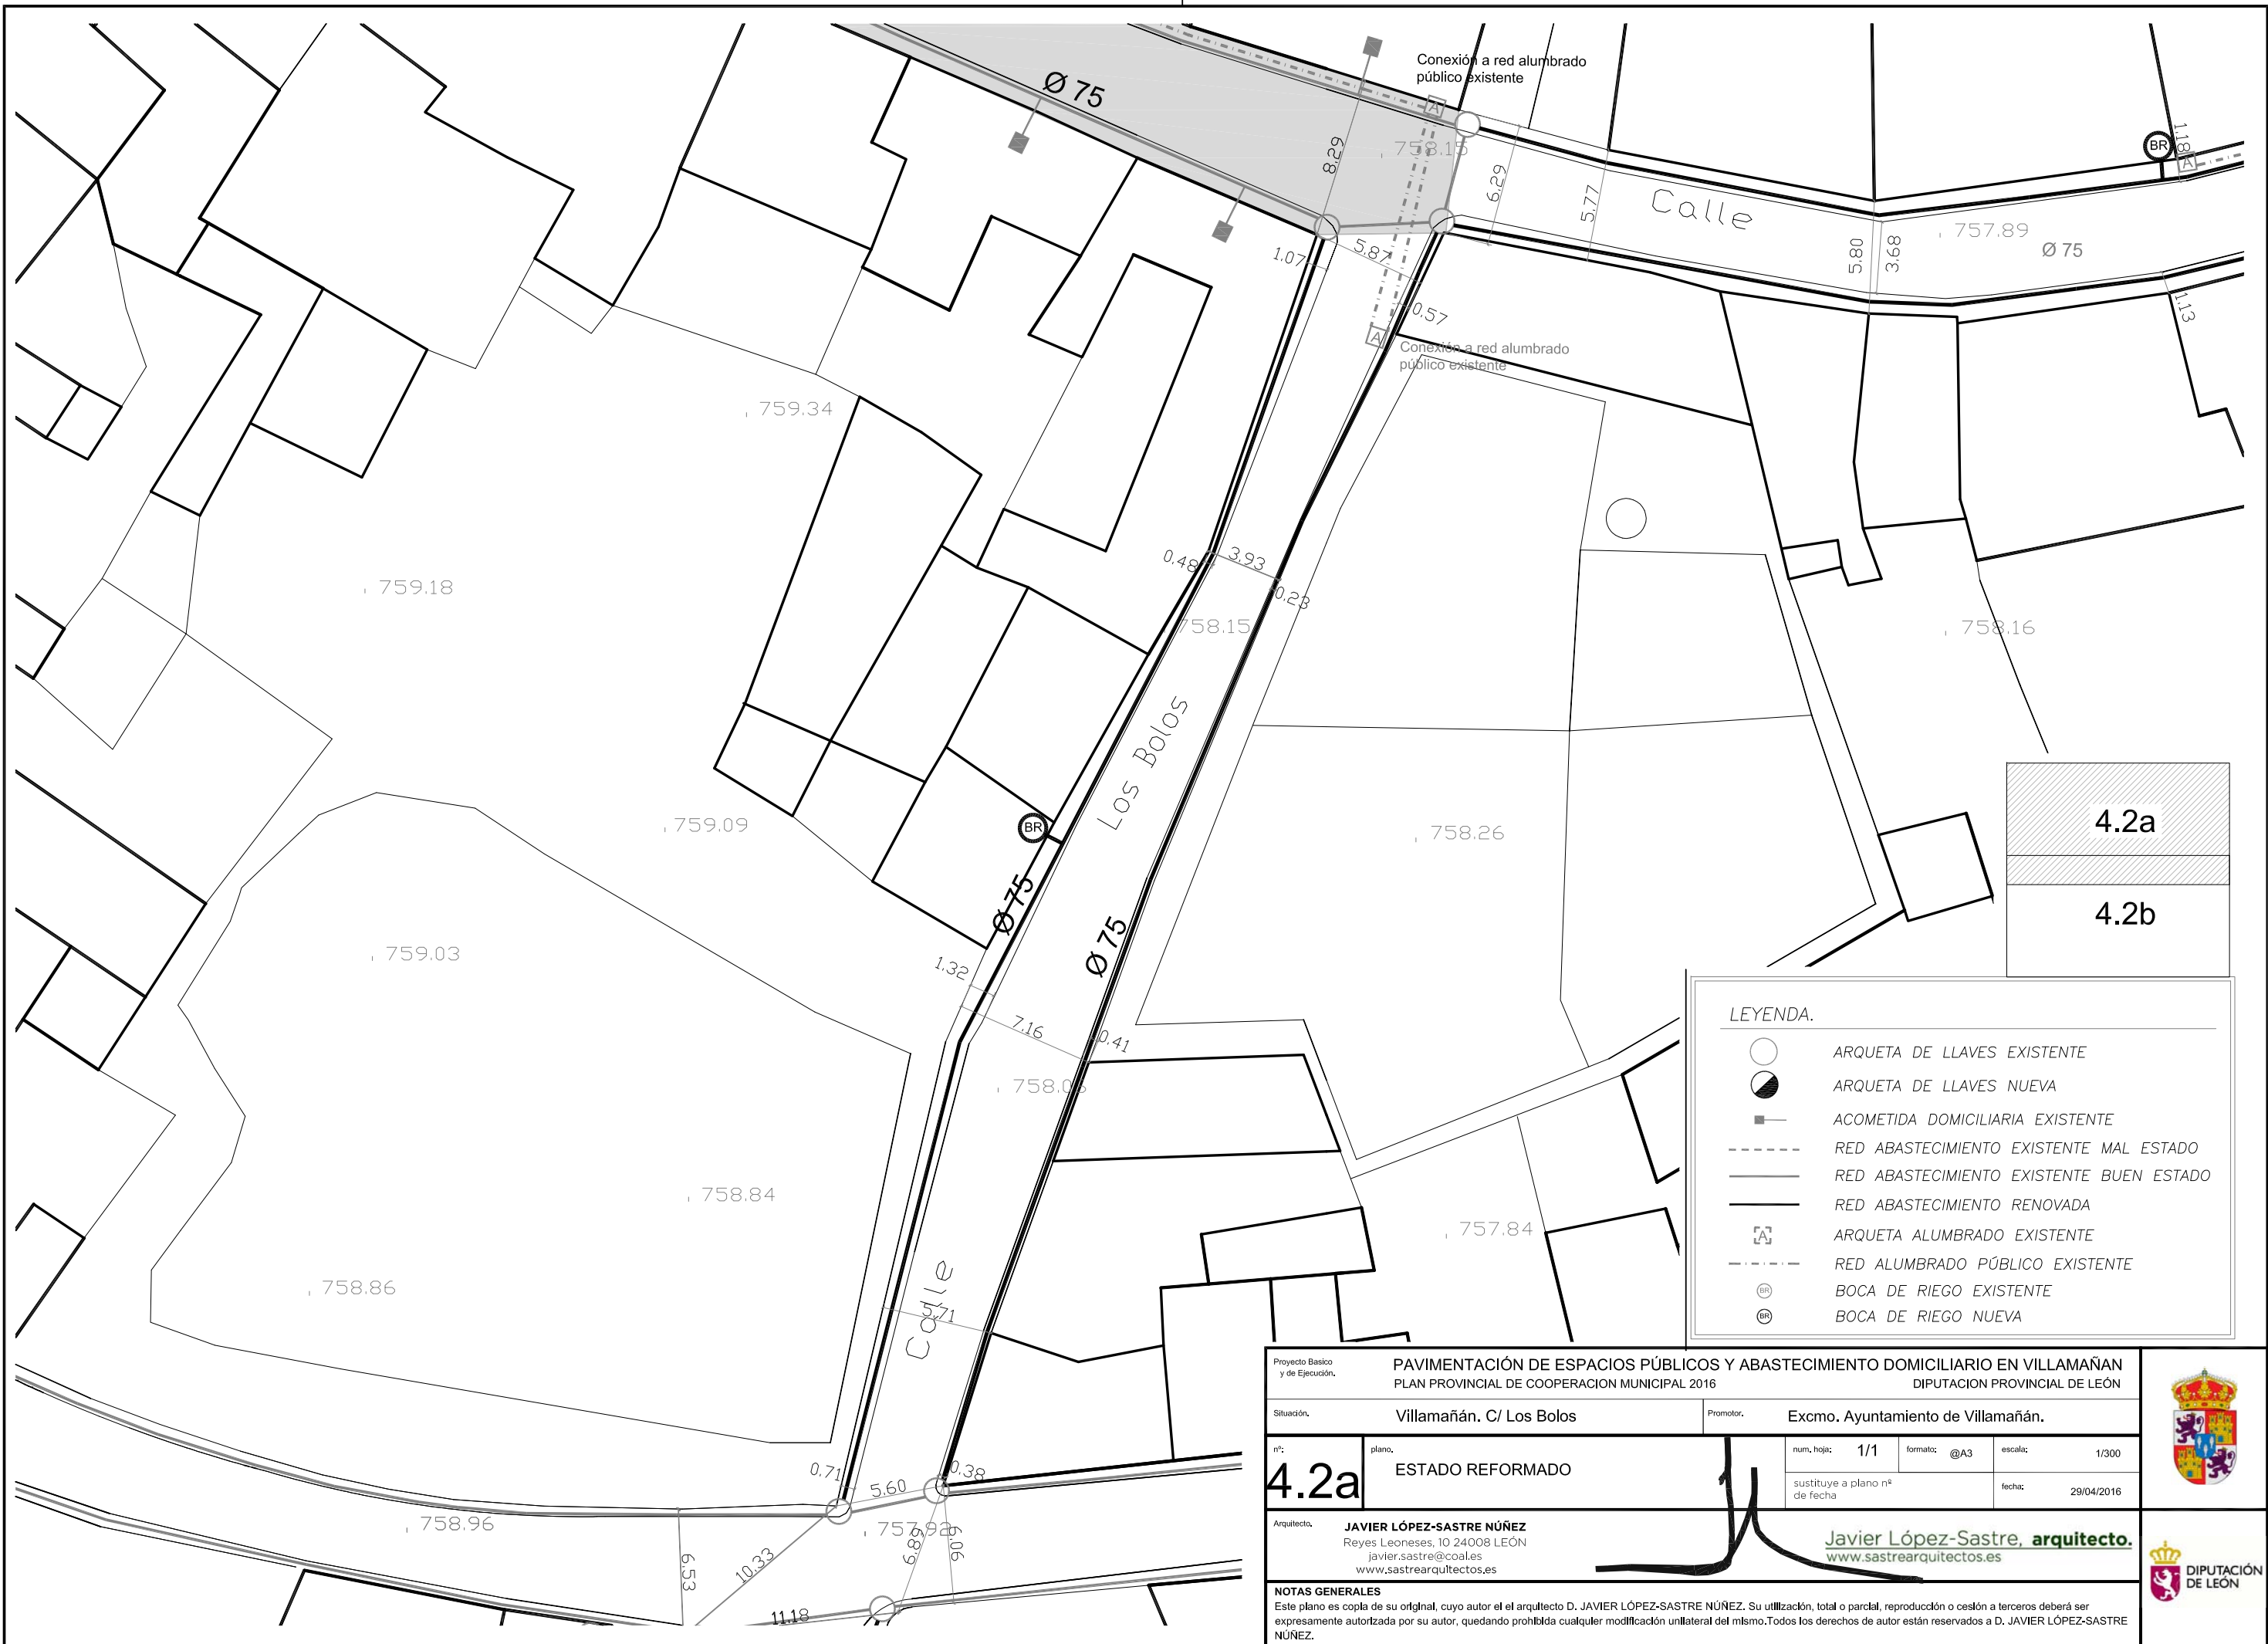 Conexión a red alumbrado
público existente
Ø 75
8.29
758.15
6.29
5.77
Calle
5.80
3.68
757.89
Ø 75
BR
1.18
A
1.13
A
1.07
5.87
0.57
A
Conexión a red alumbrado
público existente
759.34
759.18
0.48
3.93
0.23
758.15
758.16
Los Bolos
759.09
BR
758.26
Ø 75
Ø 75
759.03
1.32
7.16
0.41
758.84
757.84
758.86
Calle
5.71
0.71
5.60
0.38
758.96
757.92
6.53
10.33
6.06
11.18
4.2a
4.2b
LEYENDA.
ARQUETA DE LLAVES EXISTENTE
ARQUETA DE LLAVES NUEVA
ACOMETIDA DOMICILIARIA EXISTENTE
RED ABASTECIMIENTO EXISTENTE MAL ESTADO
RED ABASTECIMIENTO EXISTENTE BUEN ESTADO
RED ABASTECIMIENTO RENOVADA
A ARQUETA ALUMBRADO EXISTENTE
RED ALUMBRADO PÚBLICO EXISTENTE
BR BOCA DE RIEGO EXISTENTE
BR BOCA DE RIEGO NUEVA
Proyecto Basico
y de Ejecución.
PAVIMENTACIÓN DE ESPACIOS PÚBLICOS Y ABASTECIMIENTO DOMICILIARIO EN VILLAMAÑAN
PLAN PROVINCIAL DE COOPERACION MUNICIPAL 2016 DIPUTACION PROVINCIAL DE LEÓN
Situación. Villamañán. C/ Los Bolos
Promotor. Excmo. Ayuntamiento de Villamañán.
nº:
4.2a
plano.
ESTADO REFORMADO
num. hoja: 1/1
formato: @A3
escala: 1/300
sustituye a plano nº
de fecha
fecha: 29/04/2016
Arquitecto. JAVIER LÓPEZ-SASTRE NÚÑEZ
Reyes Leoneses, 10 24008 LEÓN
javier.sastre@coal.es
www.sastrearquitectos.es
Javier López-Sastre, arquitecto.
www.sastrearquitectos.es
DIPUTACIÓN
DE LEÓN
NOTAS GENERALES
Este plano es copia de su original, cuyo autor el el arquitecto D. JAVIER LÓPEZ-SASTRE NÚÑEZ. Su utilización, total o parcial, reproducción o cesión a terceros deberá ser
expresamente autorizada por su autor, quedando prohibida cualquier modificación unilateral del mismo.Todos los derechos de autor están reservados a D. JAVIER LÓPEZ-SASTRE
NÚÑEZ.